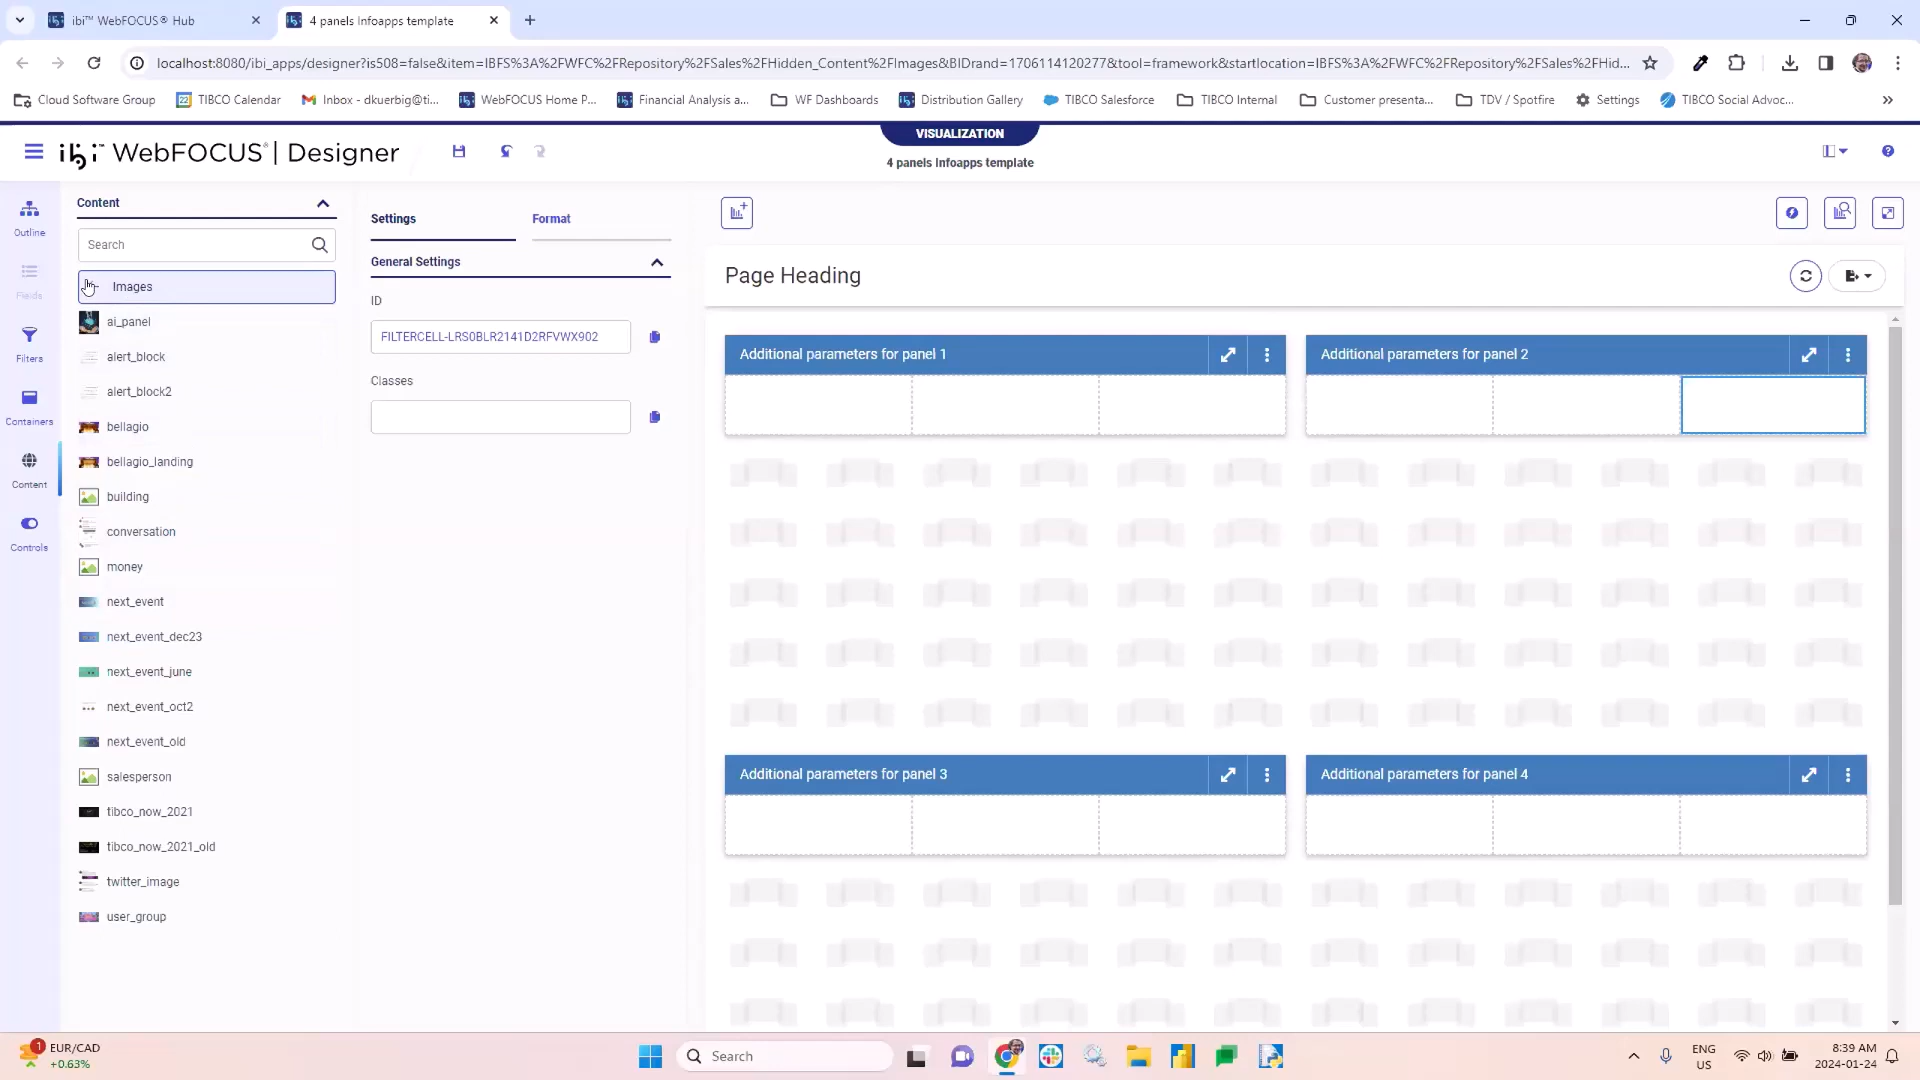 ibi™ WebFOCUS® Hub
4 panels Infoapps template
localhost:8080/ibi_apps/designer?is508=false&item=IBFS%3A%2FWFC%2FRepository%2FSales%2FHidden_Content%2FImages&BIDrand=1706114120277&tool=framework&startlocation=IBFS%3A%2FWFC%2FRepository%2FSales%2FHid...
Cloud Software Group
TIBCO Calendar
Inbox - dkuerbig@ti...
WebFOCUS Home P...
Financial Analysis a...
WF Dashboards
Distribution Gallery
TIBCO Salesforce
TIBCO Internal
Customer presenta...
TDV / Spotfire
Settings
TIBCO Social Advoc...
»
ibi™ WebFOCUS® | Designer
VISUALIZATION
4 panels Infoapps template
Outline
Fields
Filters
Containers
Content
Controls
Content
Search
Images
ai_panel
alert_block
alert_block2
bellagio
bellagio_landing
building
conversation
money
next_event
next_event_dec23
next_event_june
next_event_oct2
next_event_old
salesperson
tibco_now_2021
tibco_now_2021_old
twitter_image
user_group
Settings
Format
General Settings
ID
FILTERCELL-LRS0BLR2141D2RFVWX902
Classes
Page Heading
Additional parameters for panel 1
Additional parameters for panel 2
Additional parameters for panel 3
Additional parameters for panel 4
1
EUR/CAD
+0.63%
Search
ENG
US
8:39 AM
2024-01-24